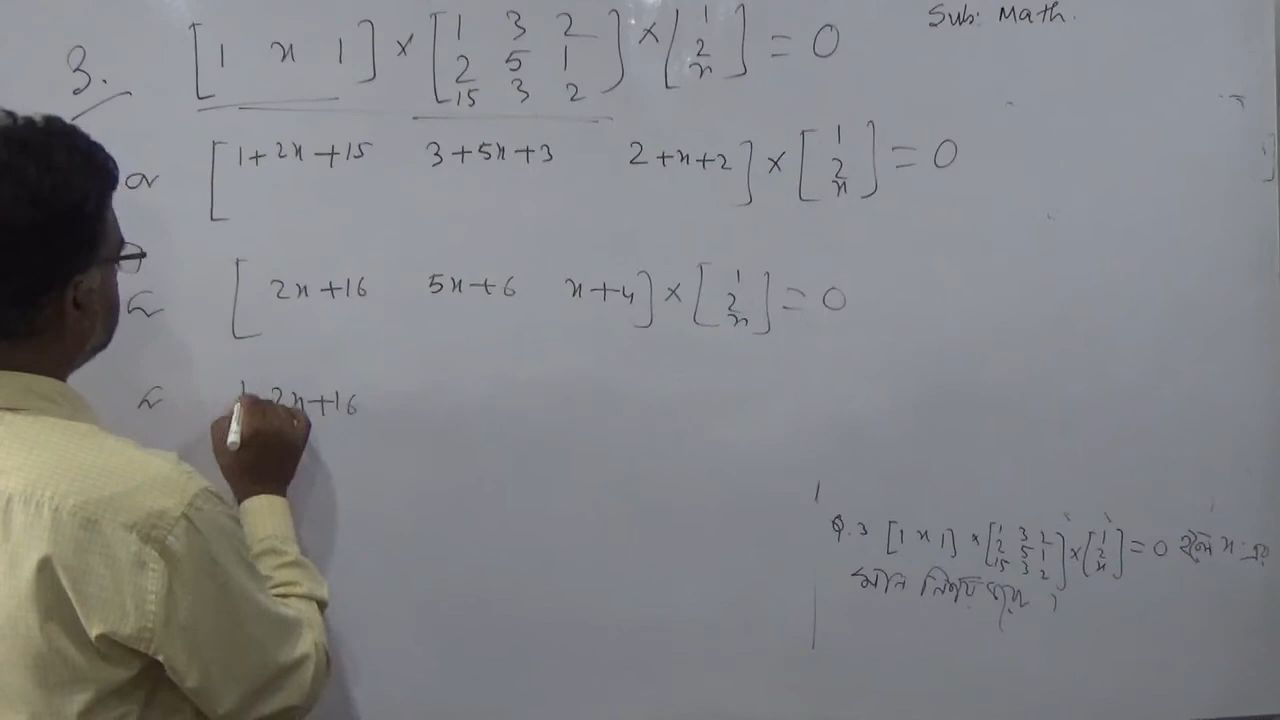 Sub: Math.
3. [1 x 1] × [1 3 2
2 5 1
15 3 2] × [1
2
x] = 0
or [1+2x+15 3+5x+3 2+x+2] × [1
2
x] = 0
[2x+16 5x+6 x+4] × [1
2
x] = 0
2x+16
Q.3 [1 x 1] × [1 3 2
2 5 1
15 3 2] × [1
2
x] = 0 হলে x এর
মান নির্ণয় কর।